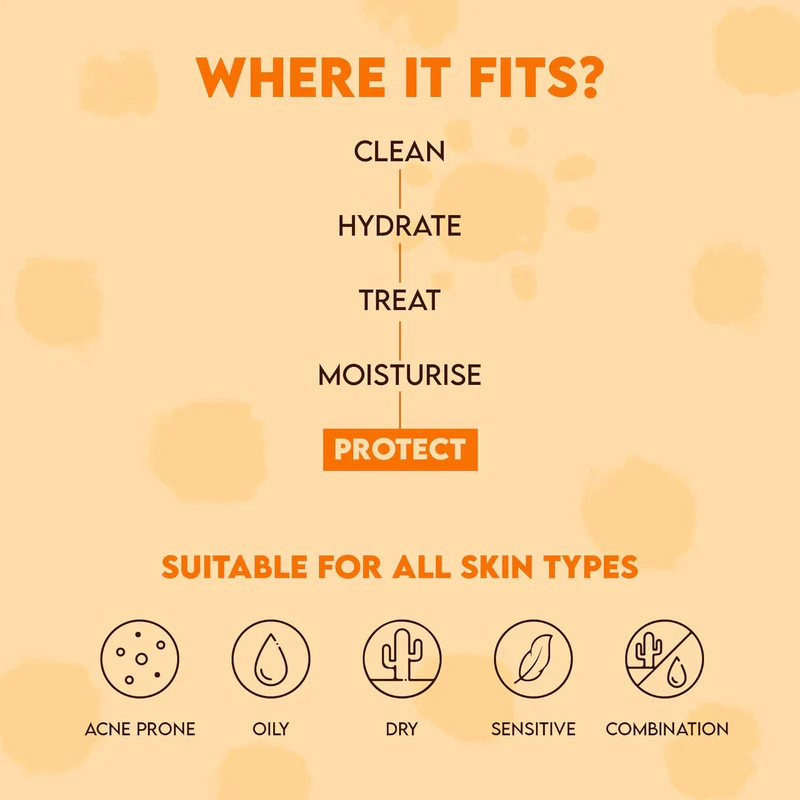 WHERE IT FITS?
CLEAN
HYDRATE
TREAT
MOISTURISE
PROTECT
SUITABLE FOR ALL SKIN TYPES
ACNE PRONE
OILY
DRY
SENSITIVE
COMBINATION